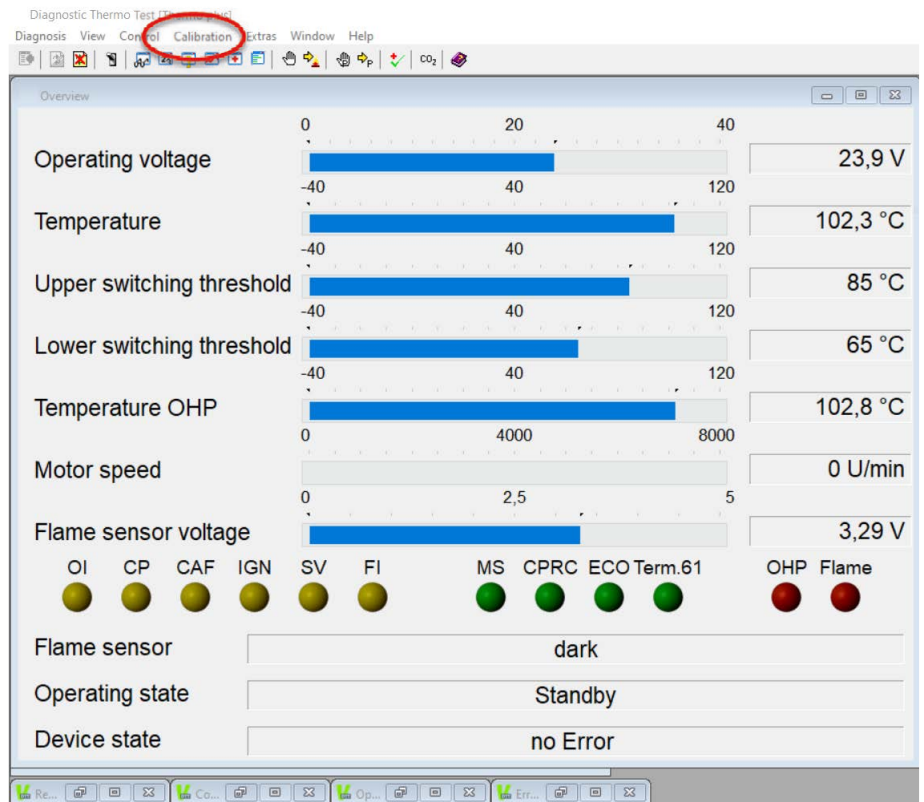 Diagnostic Thermo Test [Thermo plus]
Diagnosis View Control Calibration Extras Window Help
CO₂
Overview
0 20 40
Operating voltage 23,9 V
-40 40 120
Temperature 102,3 °C
-40 40 120
Upper switching threshold 85 °C
-40 40 120
Lower switching threshold 65 °C
-40 40 120
Temperature OHP 102,8 °C
0 4000 8000
Motor speed 0 U/min
0 2,5 5
Flame sensor voltage 3,29 V
OI CP CAF IGN SV FI MS CPRC ECO Term.61 OHP Flame
Flame sensor dark
Operating state Standby
Device state no Error
Re... Co... Op... Err...